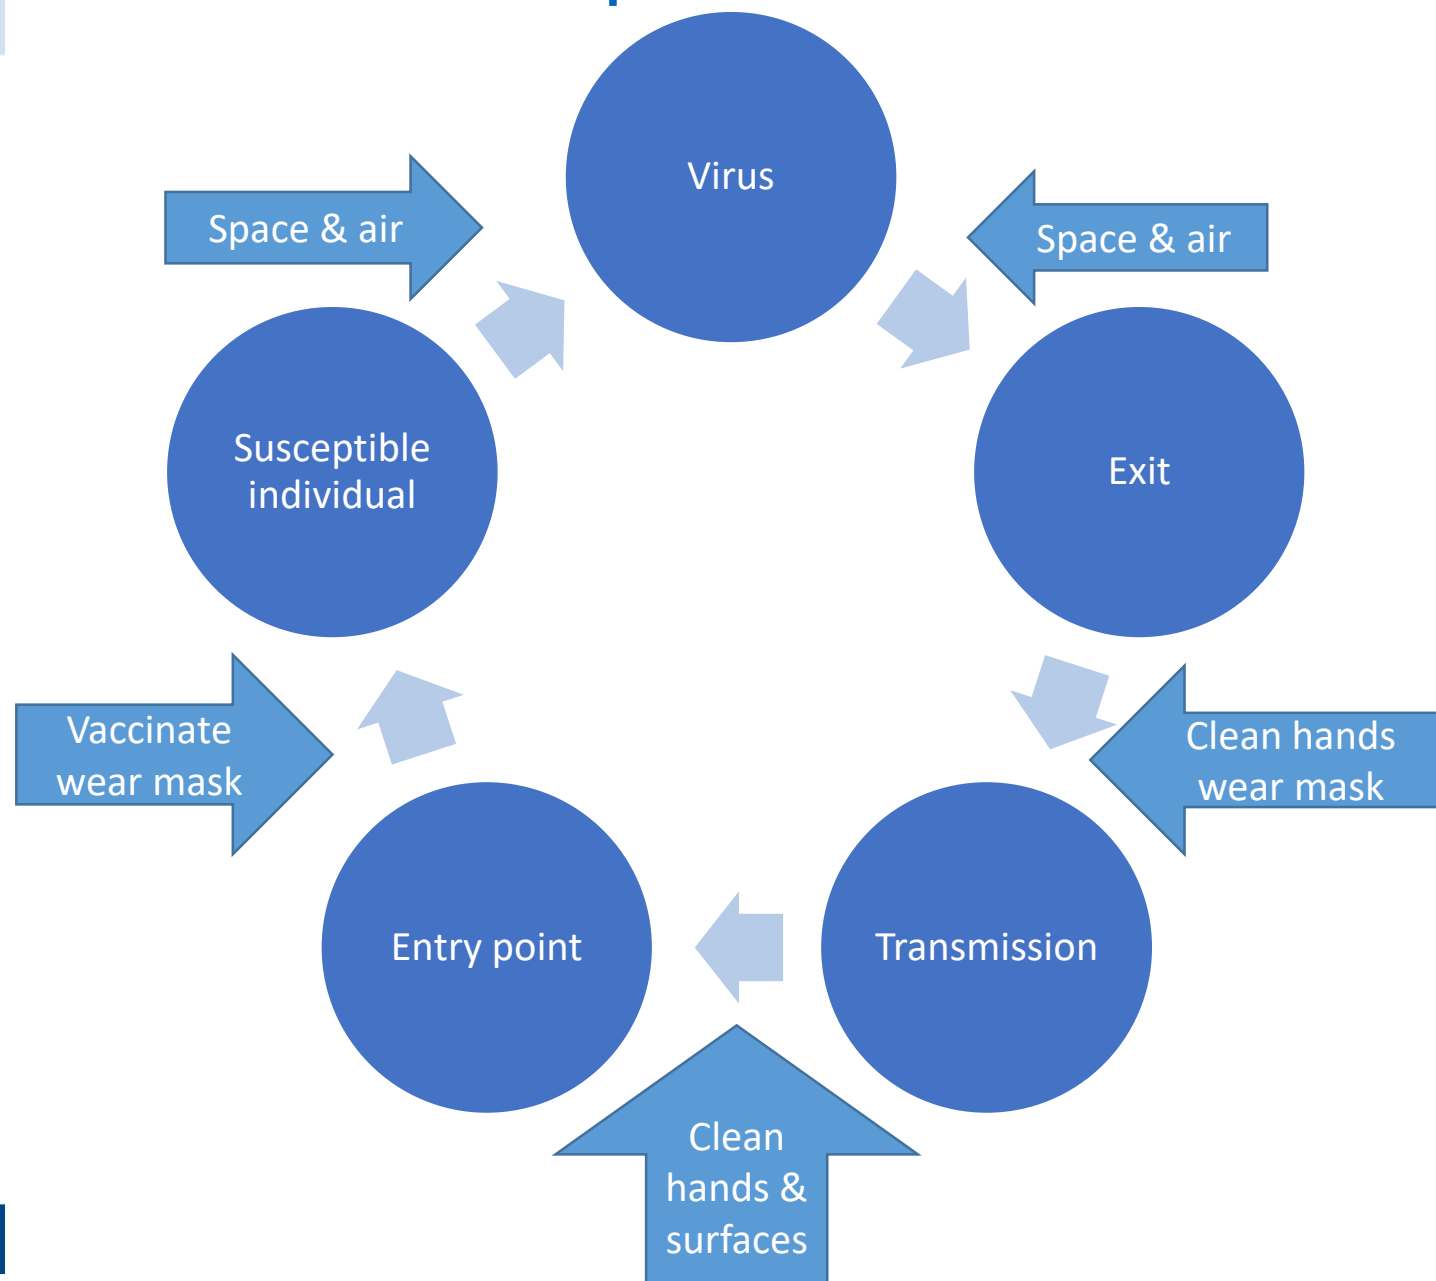 Virus
Space & air
Space & air
Susceptible
individual
Exit
Vaccinate
wear mask
Clean hands
wear mask
Entry point
Transmission
Clean
hands &
surfaces